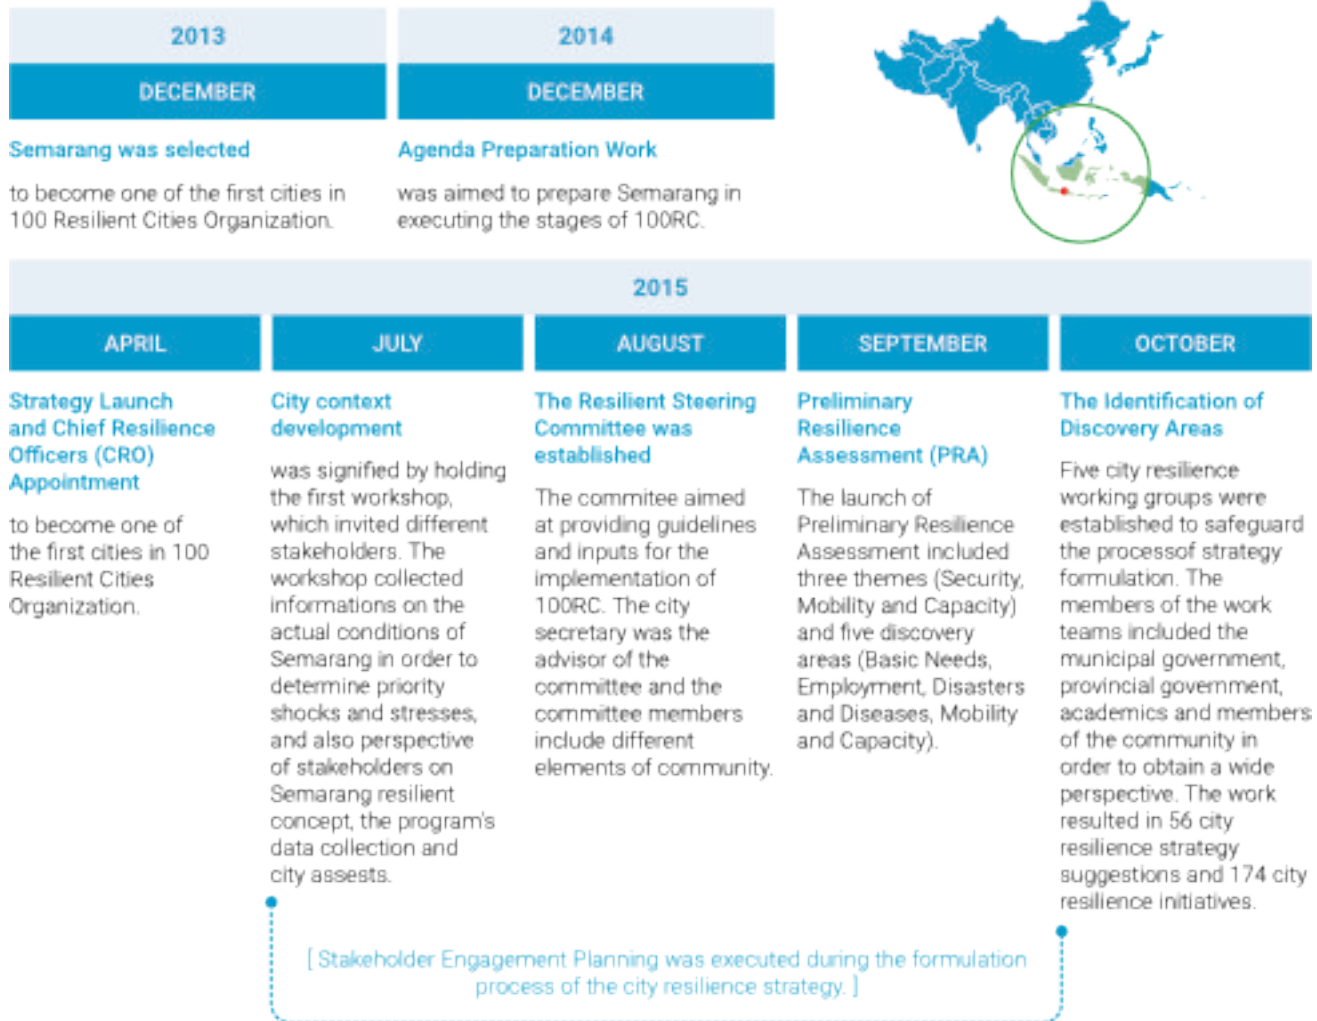 2013
DECEMBER
Semarang was selected
to become one of the first cities in
100 Resilient Cities Organization.
2014
DECEMBER
Agenda Preparation Work
was aimed to prepare Semarang in
executing the stages of 100RC.
2015
APRIL
Strategy Launch
and Chief Resilience
Officers (CRO)
Appointment
to become one of
the first cities in 100
Resilient Cities
Organization.
JULY
City context
development
was signified by holding
the first workshop,
which invited different
stakeholders. The
workshop collected
informations on the
actual conditions of
Semarang in order to
determine priority
shocks and stresses,
and also perspective
of stakeholders on
Semarang resilient
concept, the program's
data collection and
city assests.
AUGUST
The Resilient Steering
Committee was
established
The commitee aimed
at providing guidelines
and inputs for the
implementation of
100RC. The city
secretary was the
advisor of the
committee and the
committee members
include different
elements of community.
SEPTEMBER
Preliminary
Resilience
Assessment (PRA)
The launch of
Preliminary Resilience
Assessment included
three themes (Security,
Mobility and Capacity)
and five discovery
areas (Basic Needs,
Employment, Disasters
and Diseases, Mobility
and Capacity).
OCTOBER
The Identification of
Discovery Areas
Five city resilience
working groups were
established to safeguard
the processof strategy
formulation. The
members of the work
teams included the
municipal government,
provincial government,
academics and members
of the community in
order to obtain a wide
perspective. The work
resulted in 56 city
resilience strategy
suggestions and 174 city
resilience initiatives.
[ Stakeholder Engagement Planning was executed during the formulation
process of the city resilience strategy. ]